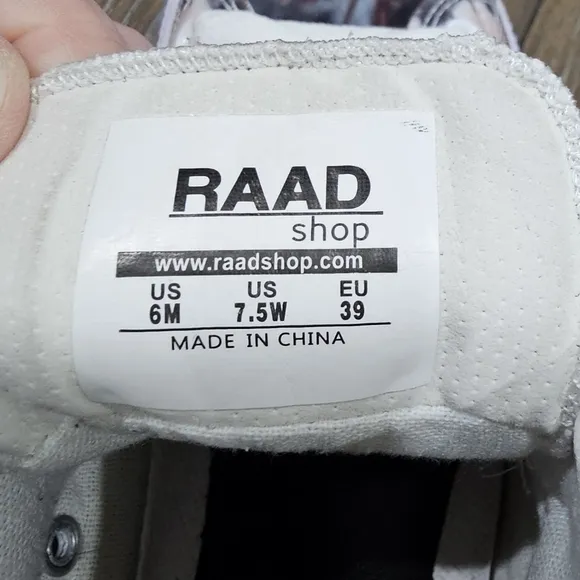 RAAD
shop
www.raadshop.com
US US EU
6M 7.5W 39
MADE IN CHINA